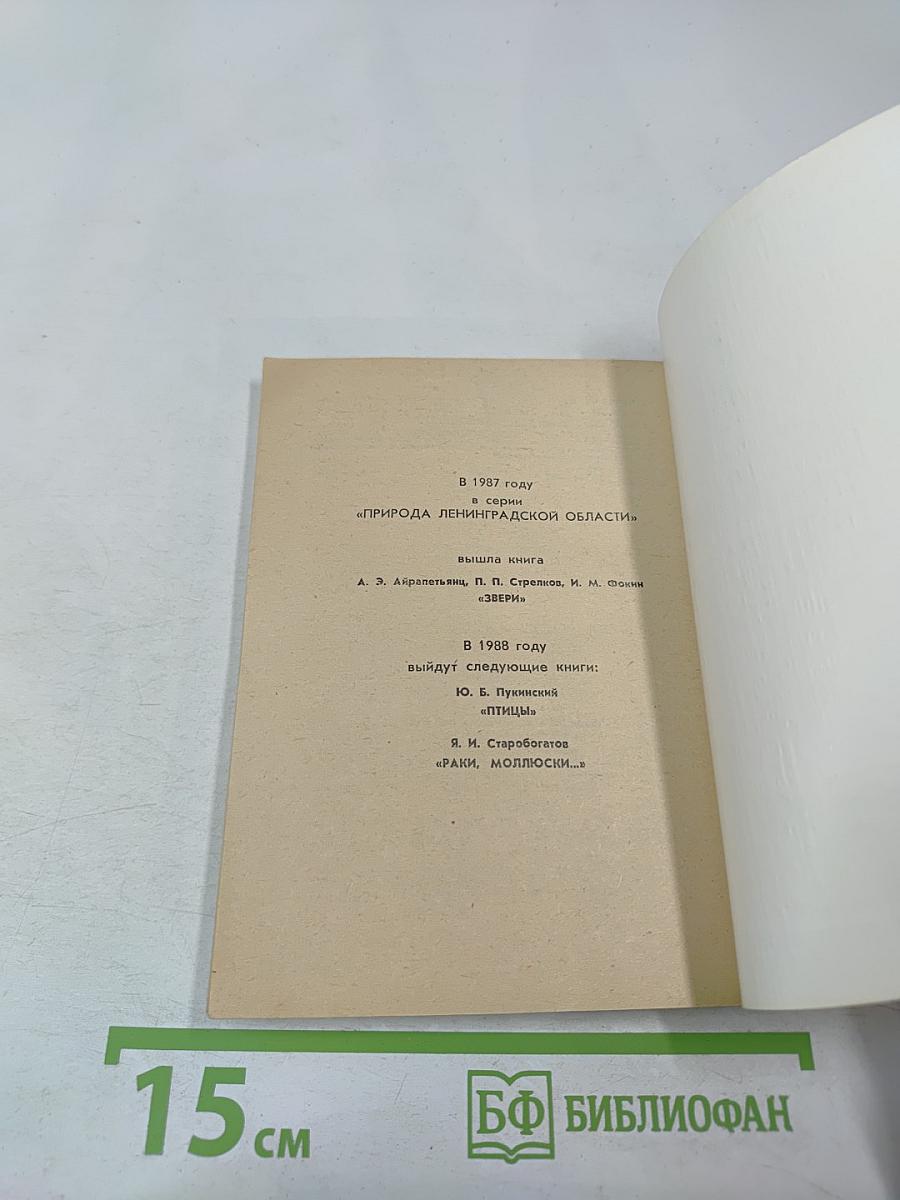 В 1987 году
в серии
«ПРИРОДА ЛЕНИНГРАДСКОЙ ОБЛАСТИ»
вышла книга
А. Э. Айрапетьянц, П. П. Стрелков, И. М. Фокин
«ЗВЕРИ»
В 1988 году
выйдут следующие книги:
Ю. Б. Пукинский
«ПТИЦЫ»
Я. И. Старобогатов
«РАКИ, МОЛЛЮСКИ...»
15 см
БФ БИБЛИОФАН